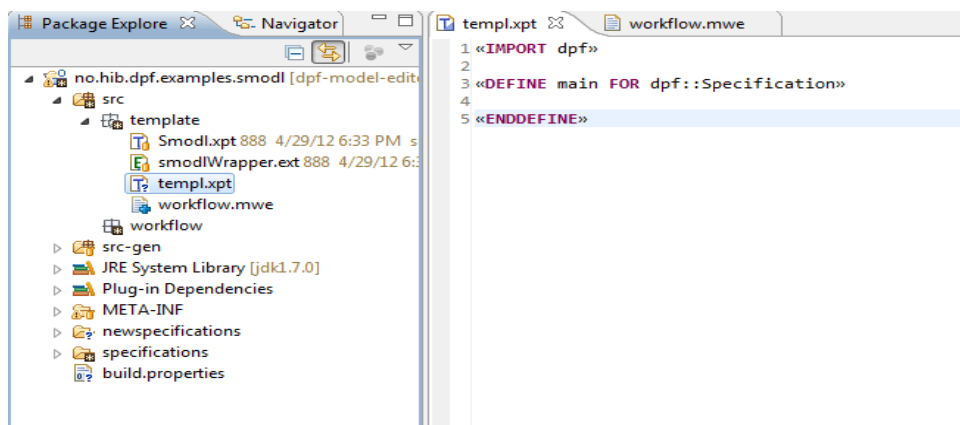 Package Explore Navigator
no.hib.dpf.examples.smodl [dpf-model-edit
src
template
Smodl.xpt 888 4/29/12 6:33 PM s
smodlWrapper.ext 888 4/29/12 6:3
templ.xpt
workflow.mwe
workflow
src-gen
JRE System Library [jdk1.7.0]
Plug-in Dependencies
META-INF
newspecifications
specifications
build.properties
templ.xpt workflow.mwe
1 «IMPORT dpf»
2
3 «DEFINE main FOR dpf::Specification»
4
5 «ENDDEFINE»